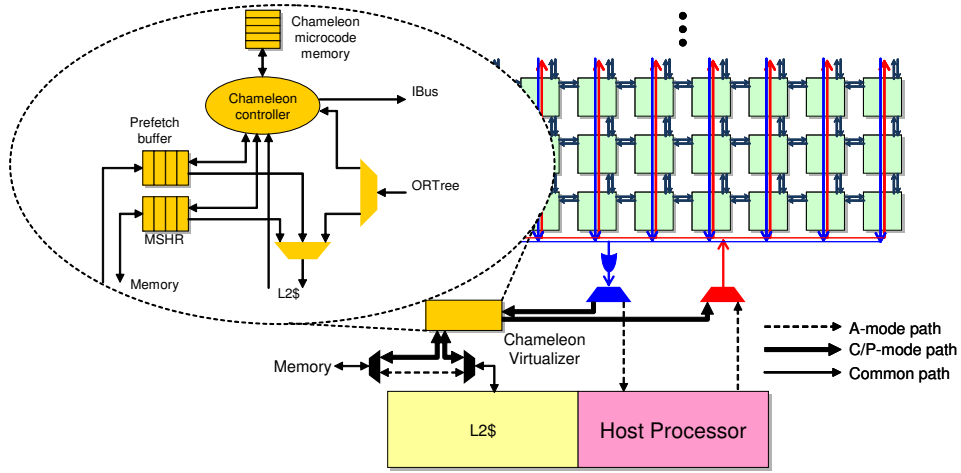 Chameleon
microcode
memory
Chameleon
controller
IBus
Prefetch
buffer
ORTree
MSHR
Memory
L2$
Chameleon
Virtualizer
Memory
A-mode path
C/P-mode path
Common path
L2$
Host Processor